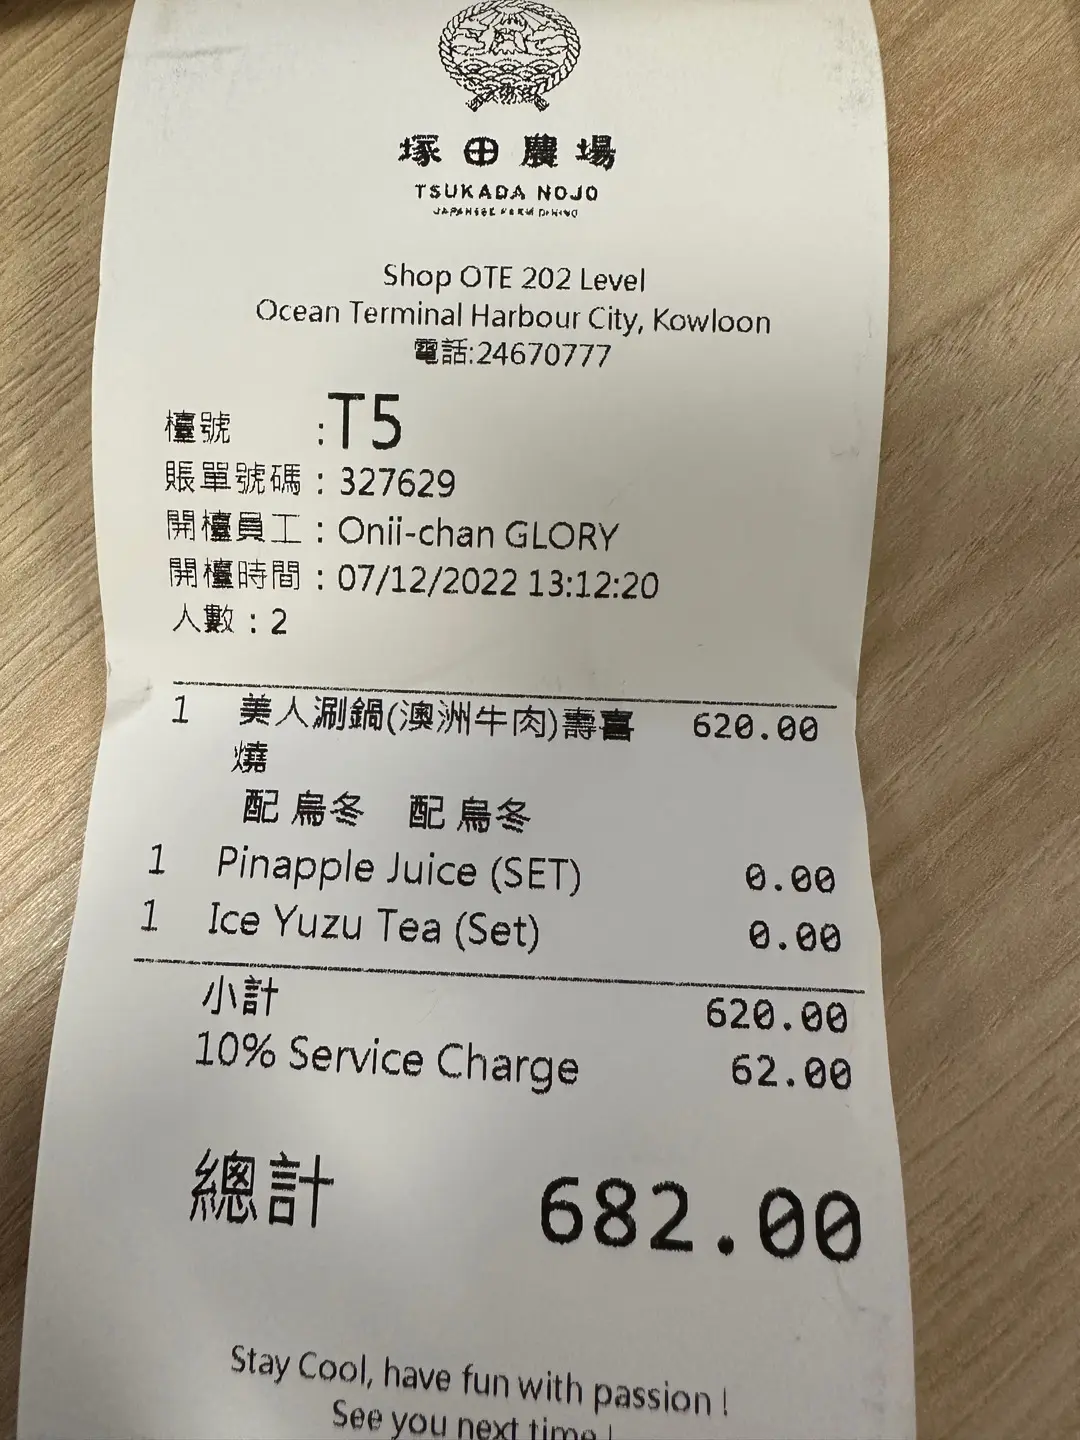 塚田農場
TSUKADA NOJO
JAPANESE FARM DINING
Shop OTE 202 Level
Ocean Terminal Harbour City, Kowloon
電話:24670777
檯號 :T5
賬單號碼 : 327629
開檯員工 : Onii-chan GLORY
開檯時間 : 07/12/2022 13:12:20
人數 : 2
1 美人涮鍋(澳洲牛肉)壽喜 620.00
燒
配 烏冬 配 烏冬
1 Pinapple Juice (SET) 0.00
1 Ice Yuzu Tea (Set) 0.00
小計 620.00
10% Service Charge 62.00
總計 682.00
Stay Cool, have fun with passion !
See you next time !